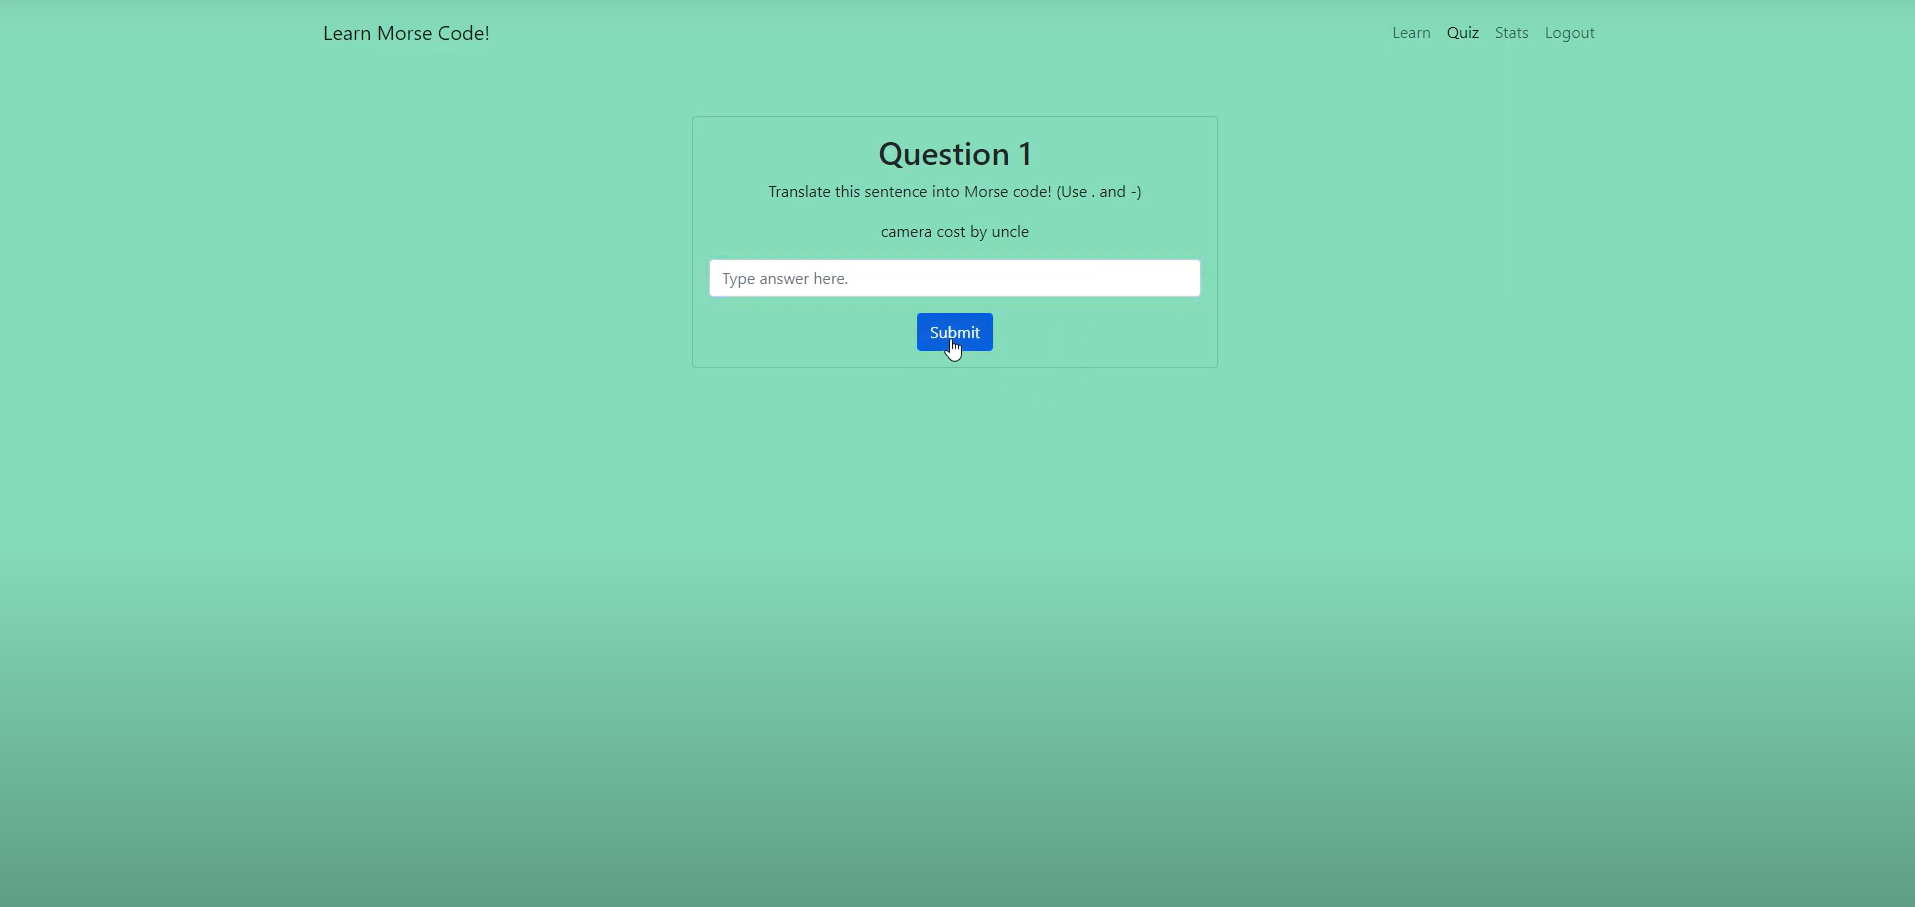 Learn Morse Code!
Learn Quiz Stats Logout
Question 1
Translate this sentence into Morse code! (Use . and -)
camera cost by uncle
Type answer here.
Submit